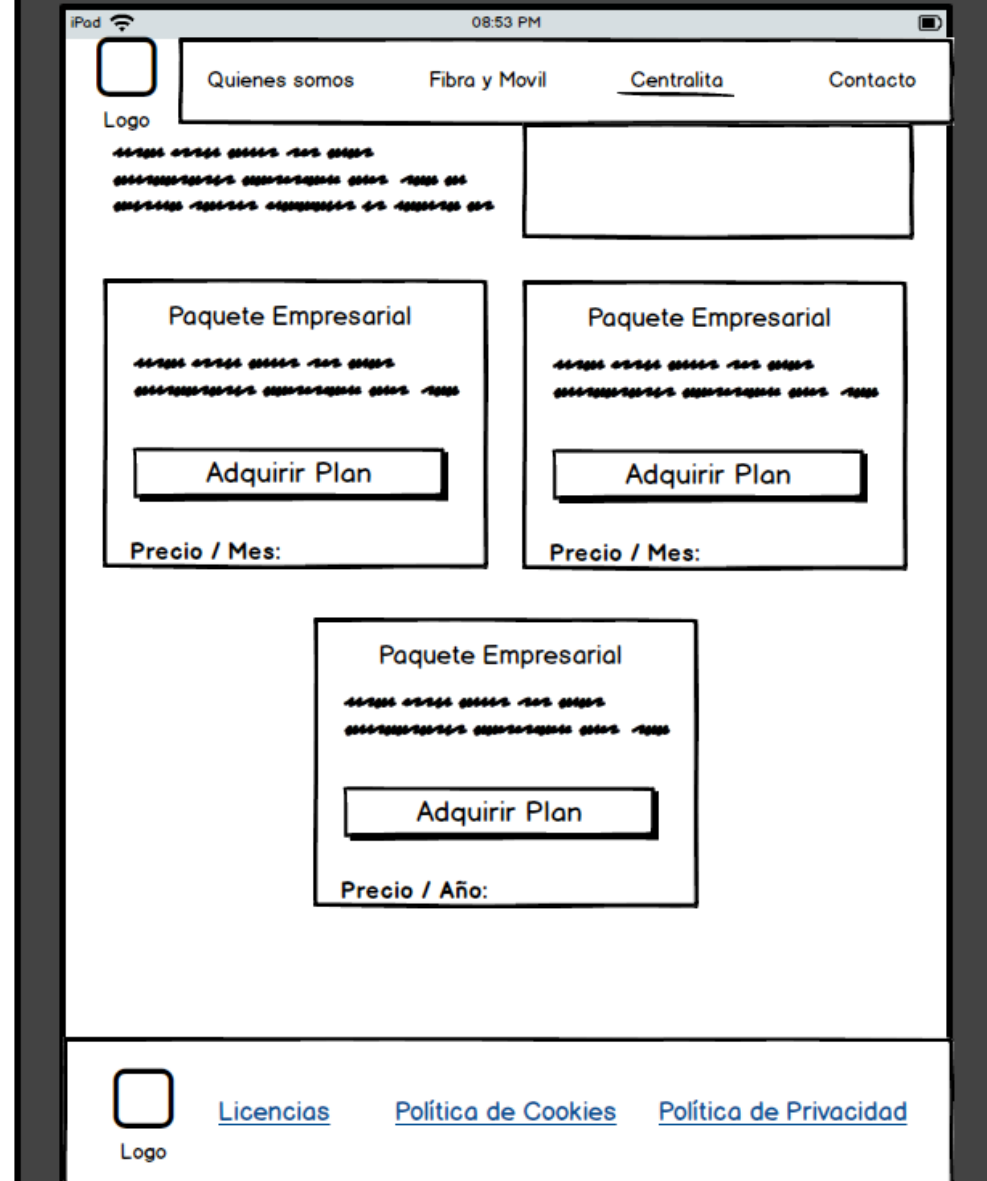 iPad 08:53 PM
Quienes somos Fibra y Movil Centralita Contacto
Logo
Paquete Empresarial Paquete Empresarial
Adquirir Plan Adquirir Plan
Precio / Mes: Precio / Mes:
Paquete Empresarial
Adquirir Plan
Precio / Año:
Licencias Política de Cookies Política de Privacidad
Logo